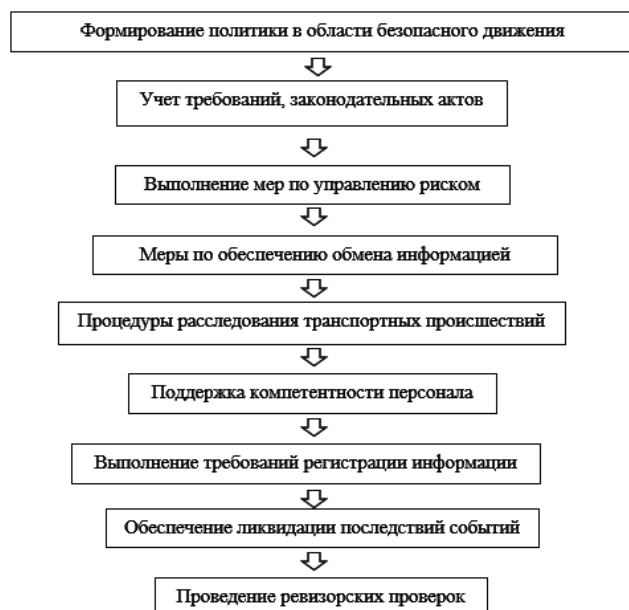 Формирование политики в области безопасного движения
Учет требований, законодательных актов
Выполнение мер по управлению риском
Меры по обеспечению обмена информацией
Процедуры расследования транспортных происшествий
Поддержка компетентности персонала
Выполнение требований регистрации информации
Обеспечение ликвидации последствий событий
Проведение ревизорских проверок